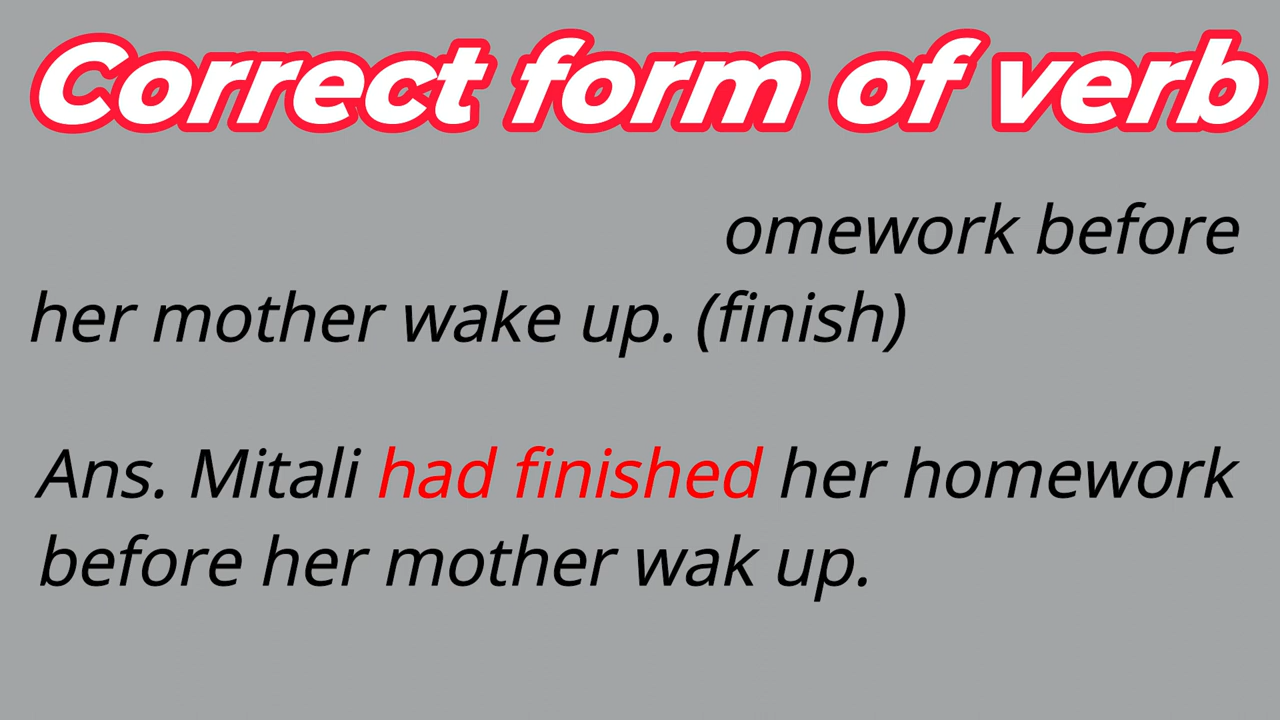 Correct form of verb
omework before
her mother wake up. (finish)
Ans. Mitali had finished her homework
before her mother wak up.